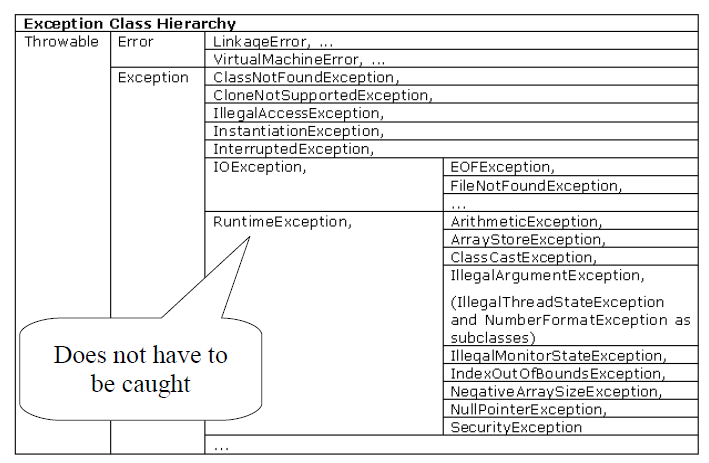 Exception Class Hierarchy
Throwable
Error
LinkageError, ...
VirtualMachineError, ...
Exception
ClassNotFoundException,
CloneNotSupportedException,
IllegalAccessException,
InstantiationException,
InterruptedException,
IOException,
EOFException,
FileNotFoundException,
...
RuntimeException,
ArithmeticException,
ArrayStoreException,
ClassCastException,
IllegalArgumentException,
(IllegalThreadStateException
and NumberFormatException as
subclasses)
IllegalMonitorStateException,
IndexOutOfBoundsException,
NegativeArraySizeException,
NullPointerException,
SecurityException
...
Does not have to
be caught